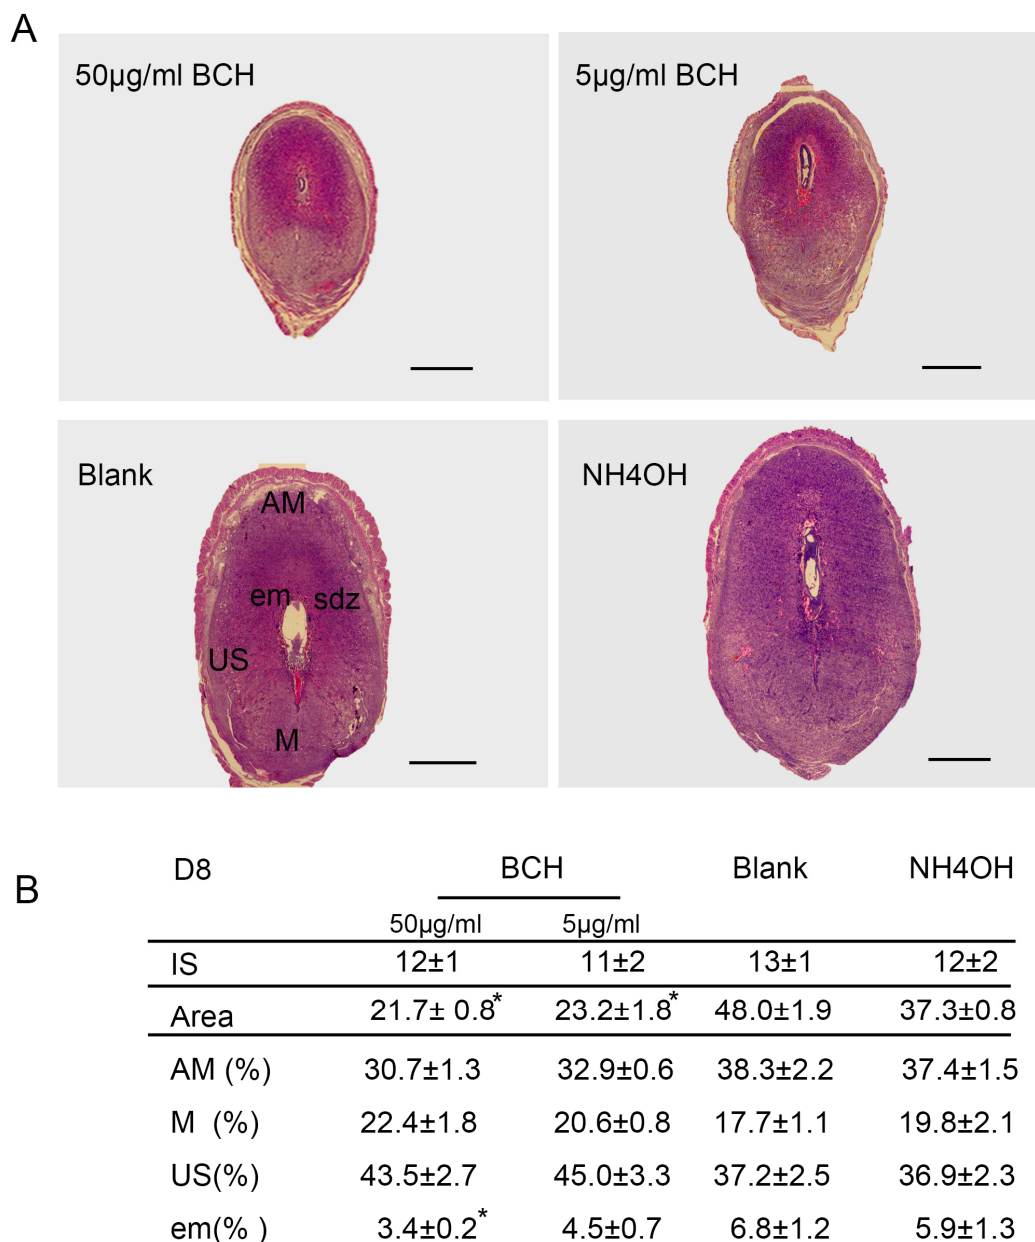 A
50µg/ml BCH
5µg/ml BCH
Blank
AM
em sdz
US
M
NH4OH
B
D8 BCH Blank NH4OH
50µg/ml 5µg/ml
IS 12±1 11±2 13±1 12±2
Area 21.7± 0.8* 23.2±1.8* 48.0±1.9 37.3±0.8
AM (%) 30.7±1.3 32.9±0.6 38.3±2.2 37.4±1.5
M (%) 22.4±1.8 20.6±0.8 17.7±1.1 19.8±2.1
US(%) 43.5±2.7 45.0±3.3 37.2±2.5 36.9±2.3
em(% ) 3.4±0.2* 4.5±0.7 6.8±1.2 5.9±1.3